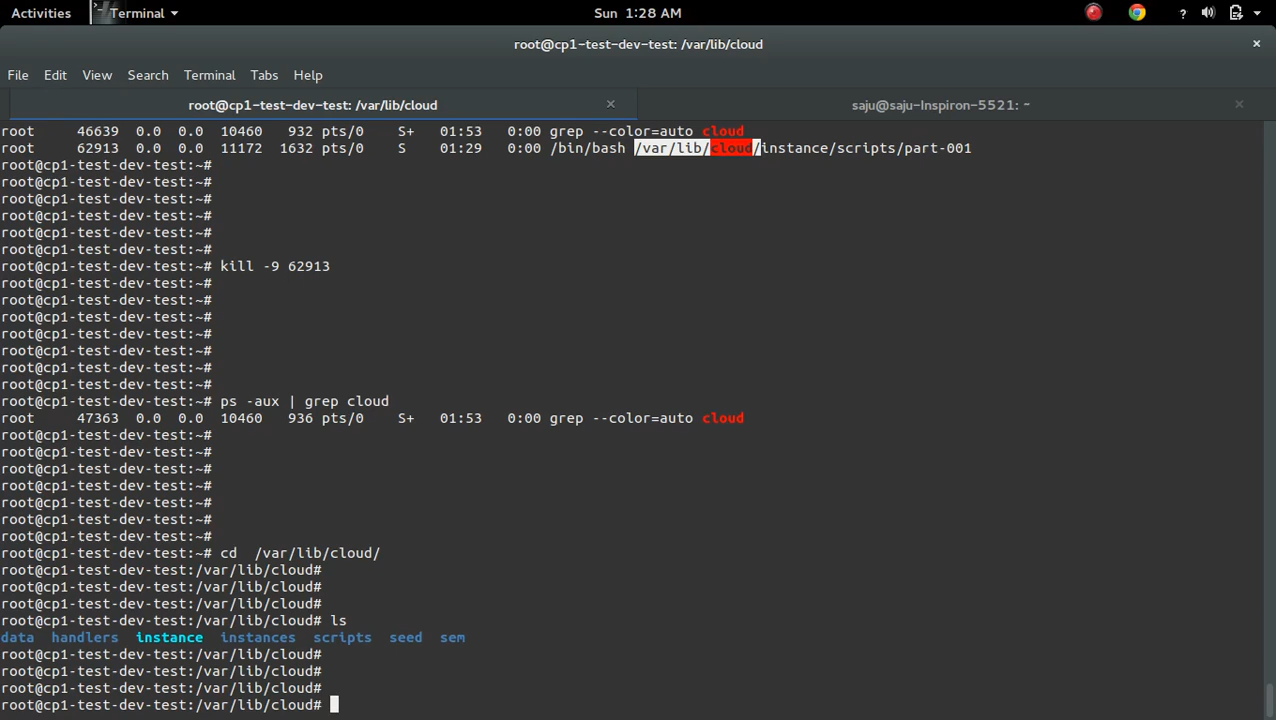 Activities Terminal Sun 1:28 AM ?
root@cp1-test-dev-test: /var/lib/cloud ×
File Edit View Search Terminal Tabs Help
root@cp1-test-dev-test: /var/lib/cloud × saju@saju-Inspiron-5521: ~ ×
root 46639 0.0 0.0 10460 932 pts/0 S+ 01:53 0:00 grep --color=auto cloud
root 62913 0.0 0.0 11172 1632 pts/0 S 01:29 0:00 /bin/bash /var/lib/cloud/instance/scripts/part-001
root@cp1-test-dev-test:~#
root@cp1-test-dev-test:~#
root@cp1-test-dev-test:~#
root@cp1-test-dev-test:~#
root@cp1-test-dev-test:~#
root@cp1-test-dev-test:~#
root@cp1-test-dev-test:~# kill -9 62913
root@cp1-test-dev-test:~#
root@cp1-test-dev-test:~#
root@cp1-test-dev-test:~#
root@cp1-test-dev-test:~#
root@cp1-test-dev-test:~#
root@cp1-test-dev-test:~#
root@cp1-test-dev-test:~#
root@cp1-test-dev-test:~# ps -aux | grep cloud
root 47363 0.0 0.0 10460 936 pts/0 S+ 01:53 0:00 grep --color=auto cloud
root@cp1-test-dev-test:~#
root@cp1-test-dev-test:~#
root@cp1-test-dev-test:~#
root@cp1-test-dev-test:~#
root@cp1-test-dev-test:~#
root@cp1-test-dev-test:~#
root@cp1-test-dev-test:~#
root@cp1-test-dev-test:~# cd  /var/lib/cloud/
root@cp1-test-dev-test:/var/lib/cloud#
root@cp1-test-dev-test:/var/lib/cloud#
root@cp1-test-dev-test:/var/lib/cloud#
root@cp1-test-dev-test:/var/lib/cloud# ls
data handlers instance instances scripts seed sem
root@cp1-test-dev-test:/var/lib/cloud#
root@cp1-test-dev-test:/var/lib/cloud#
root@cp1-test-dev-test:/var/lib/cloud#
root@cp1-test-dev-test:/var/lib/cloud#